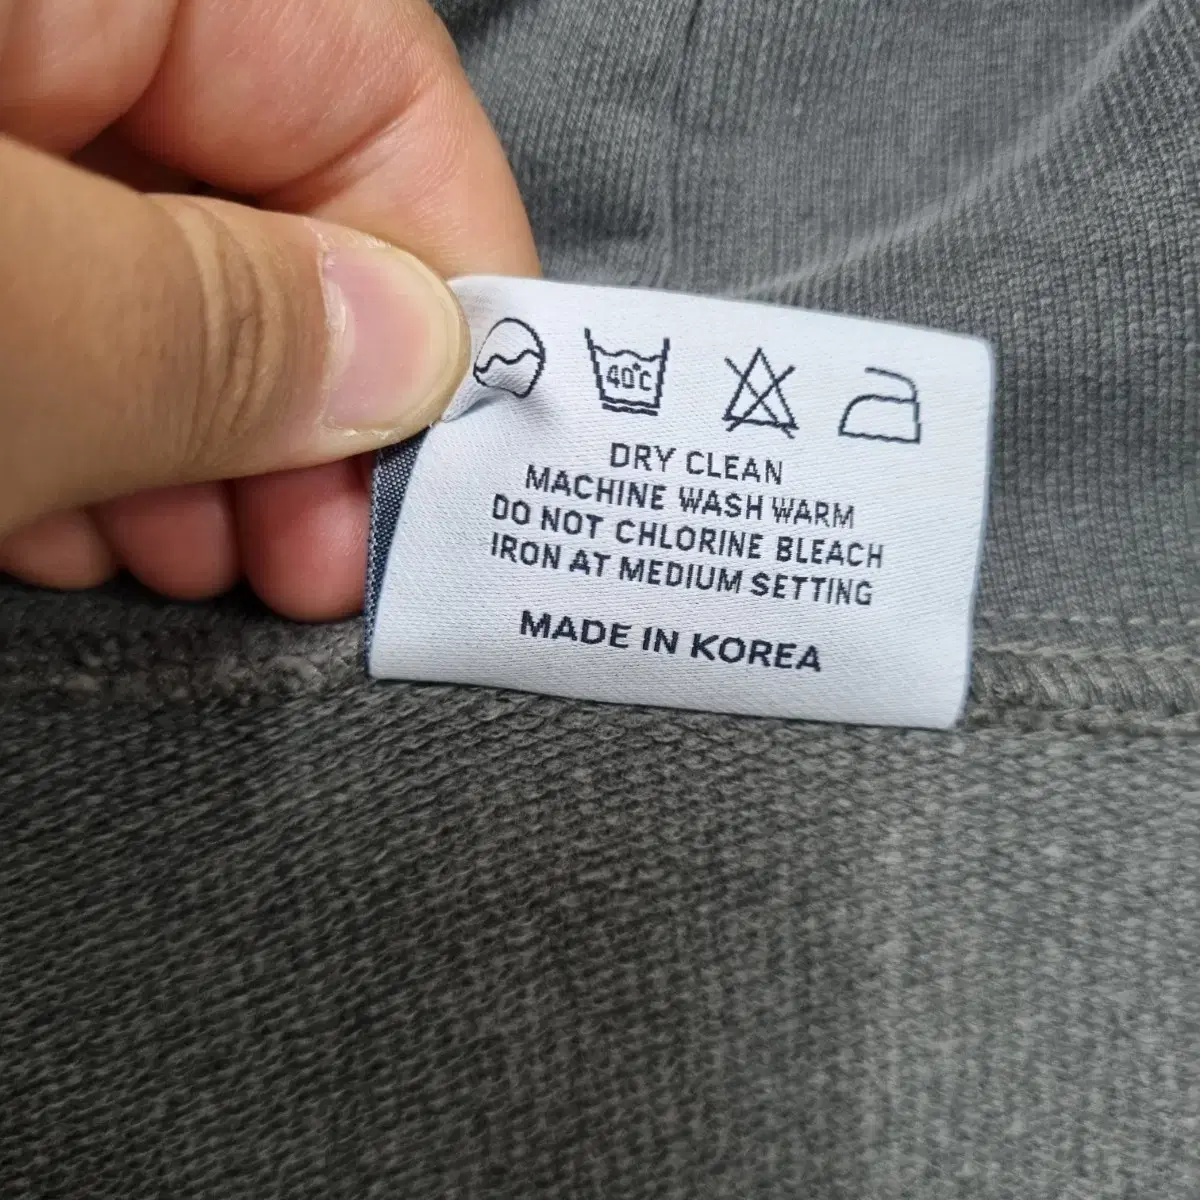 40°C
DRY CLEAN
MACHINE WASH WARM
DO NOT CHLORINE BLEACH
IRON AT MEDIUM SETTING
MADE IN KOREA